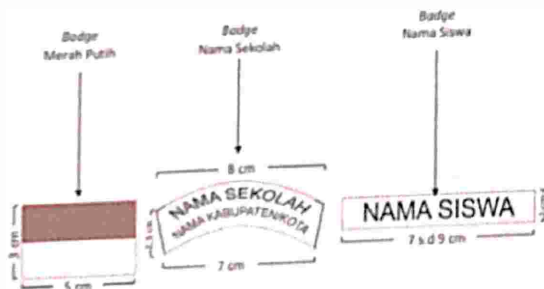 Badge
Merah Putih
Badge
Nama Sekolah
Badge
Nama Siswa
8 cm
NAMA SEKOLAH
NAMA KABUPATEN/KOTA
7 cm
3 cm
5 cm
NAMA SISWA
7 s.d 9 cm